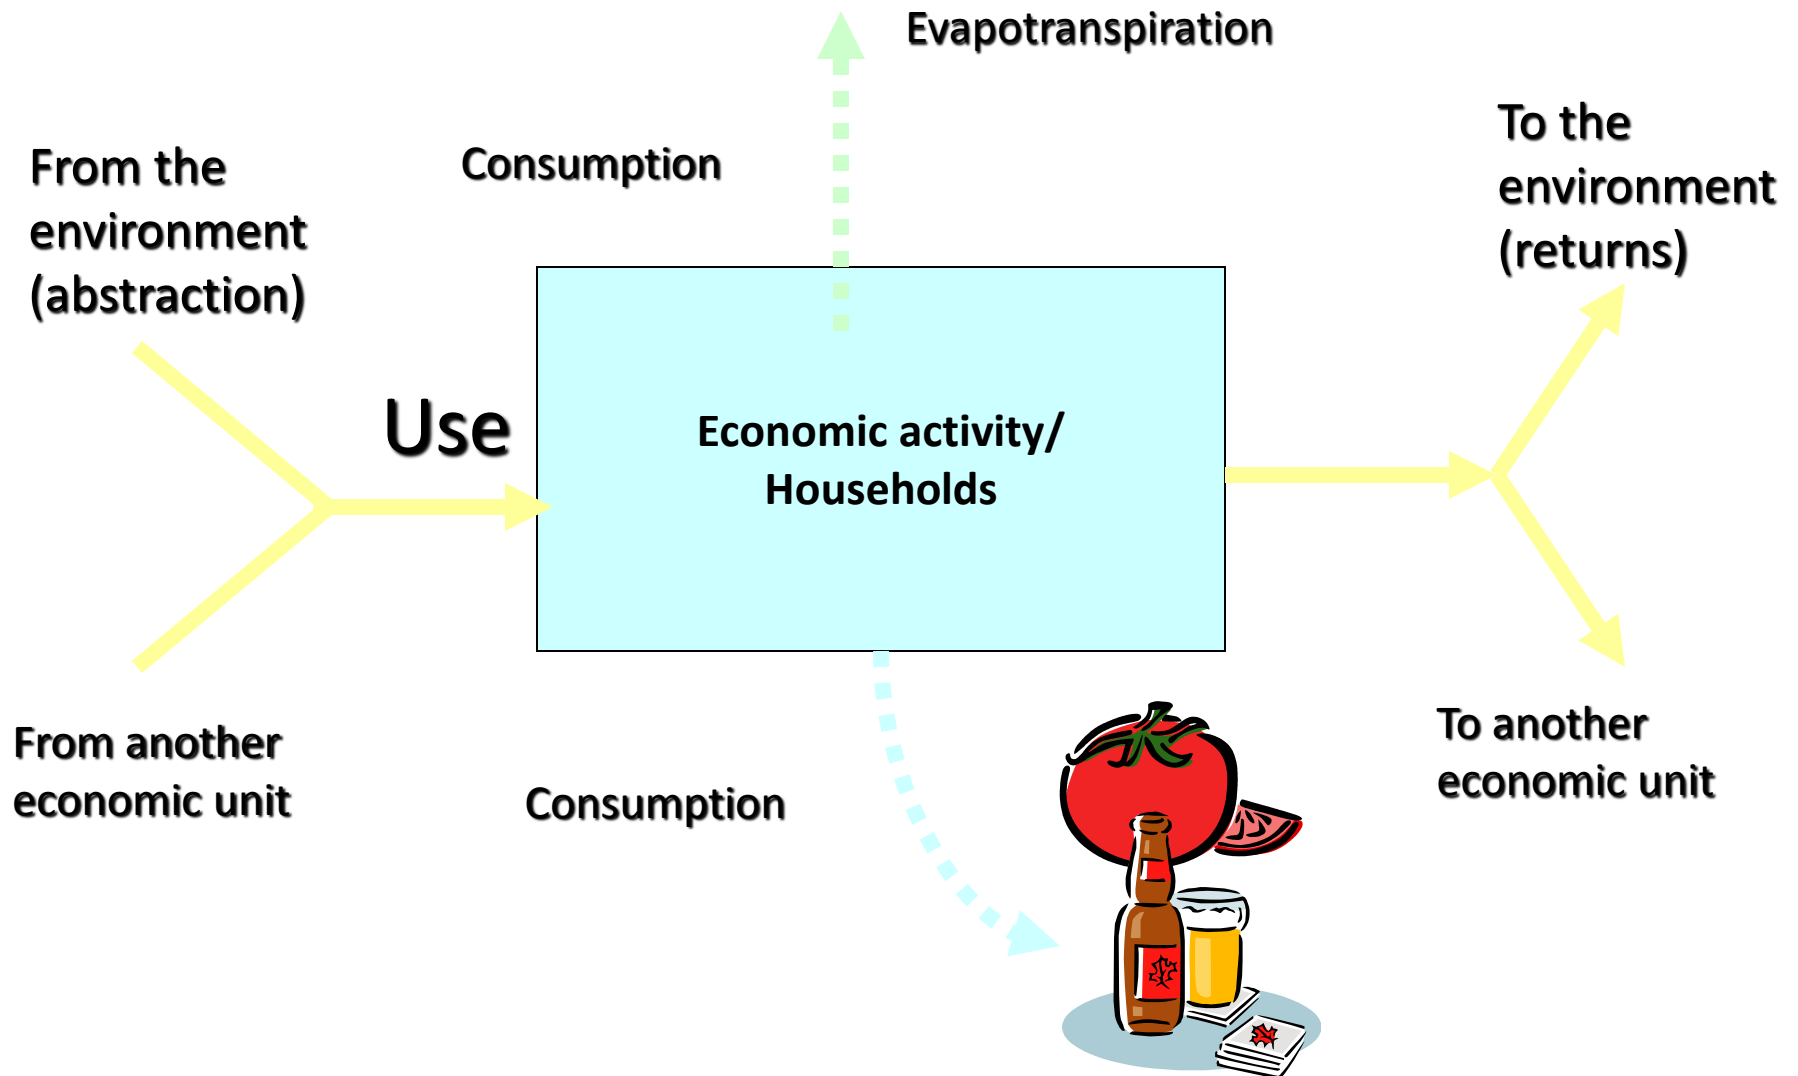 Evapotranspiration
Consumption
From the
environment
(abstraction)
To the
environment
(returns)
Use
Economic activity/
Households
From another
economic unit
Consumption
To another
economic unit